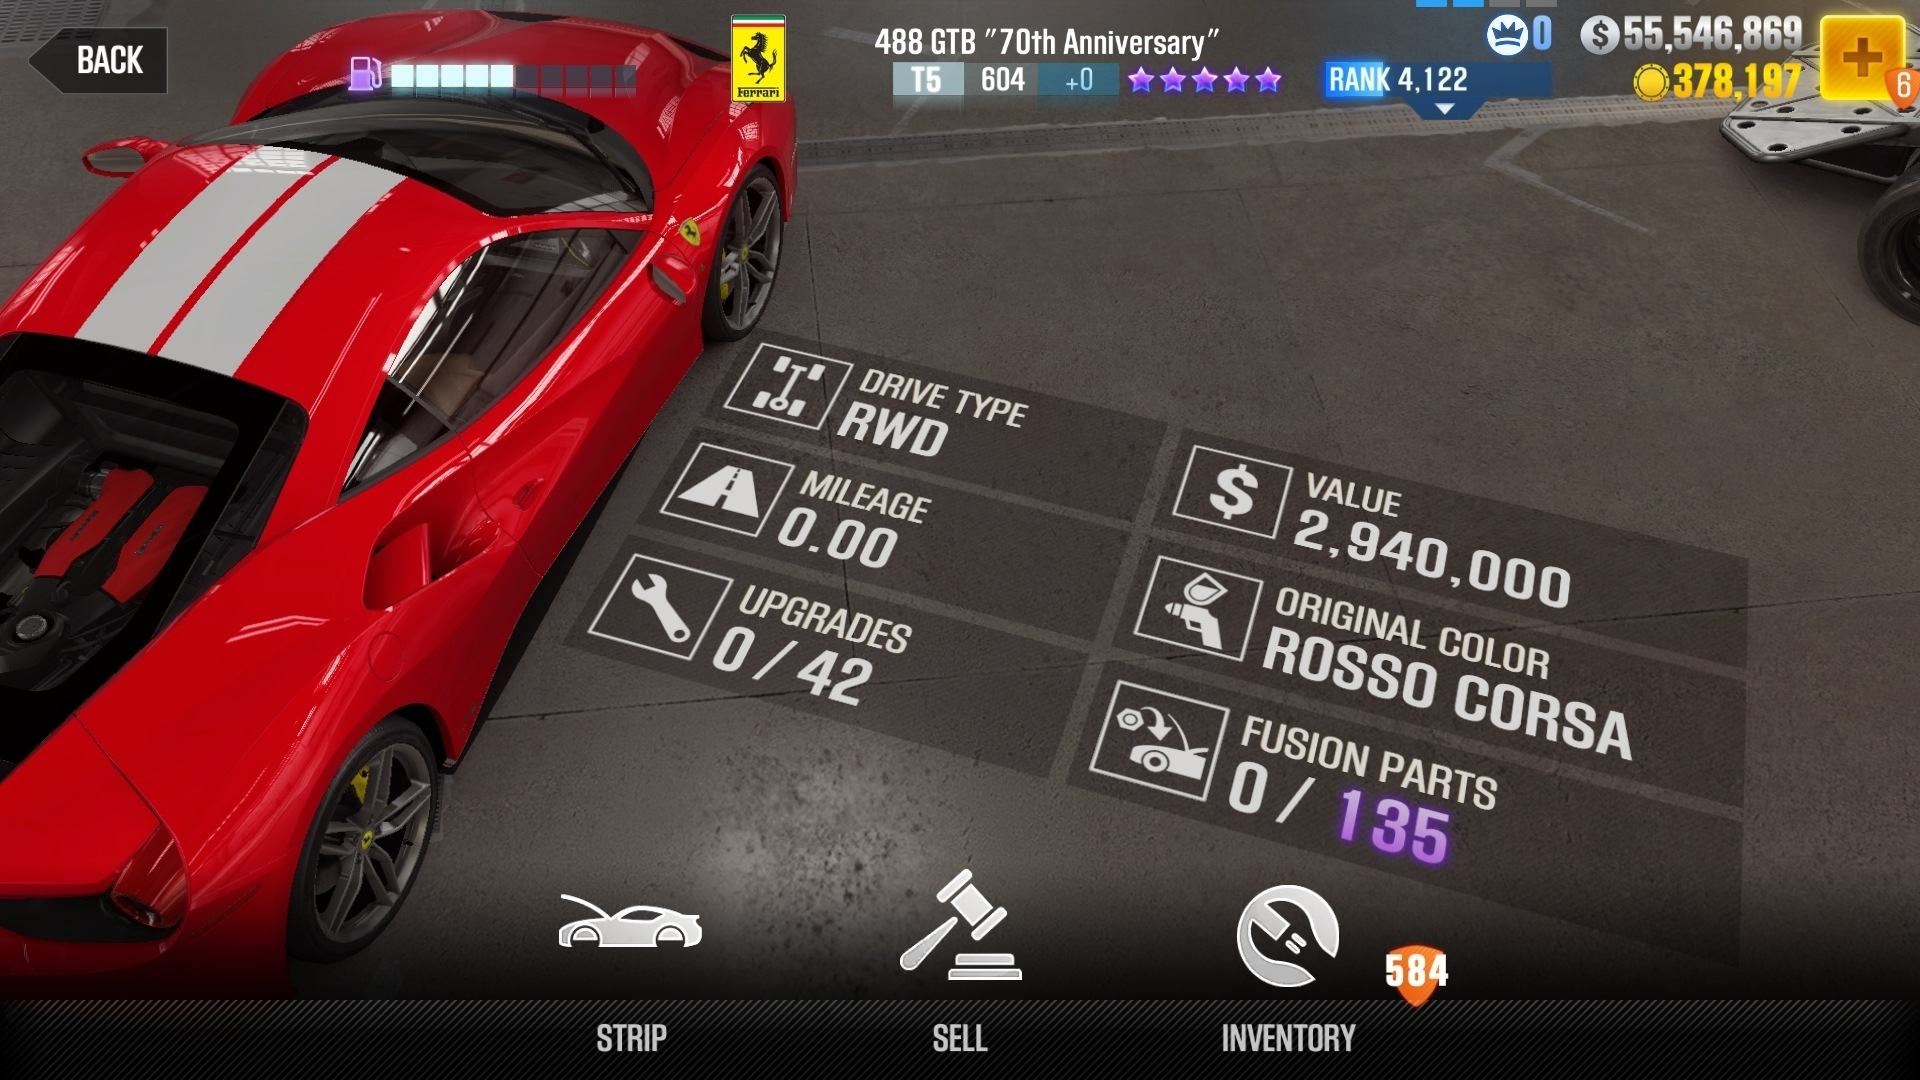 BACK
Ferrari
488 GTB "70th Anniversary"
T5 604 +0
RANK 4,122
0
55,546,869
378,197
6
DRIVE TYPE
RWD
MILEAGE
0.00
UPGRADES
0 / 42
VALUE
2,940,000
ORIGINAL COLOR
ROSSO CORSA
FUSION PARTS
0 / 135
584
STRIP
SELL
INVENTORY